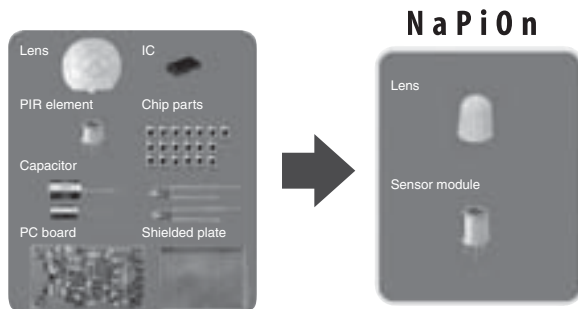 NaPiOn
Lens IC
PIR element Chip parts
Capacitor
PC board Shielded plate
Lens
Sensor module